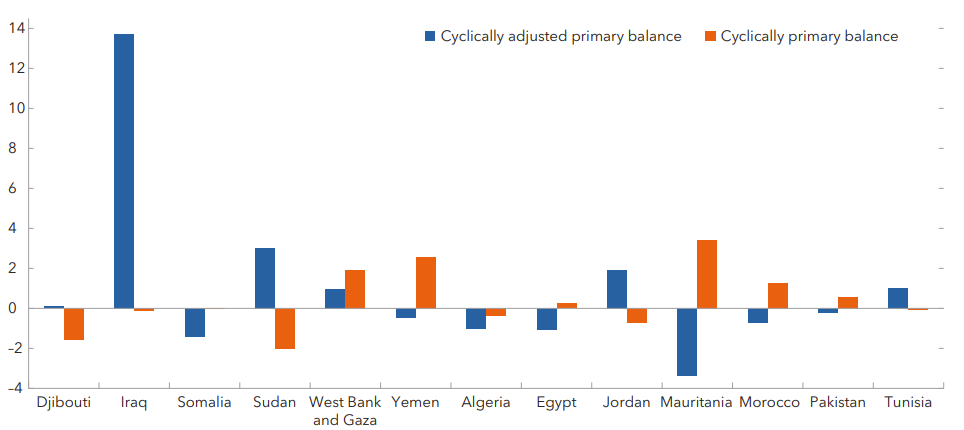 14
Cyclically adjusted primary balance
Cyclically primary balance
12
10
8
6
4
2
0
–2
–4
Djibouti Iraq Somalia Sudan West Bank Yemen Algeria Egypt Jordan Mauritania Morocco Pakistan Tunisia
and Gaza